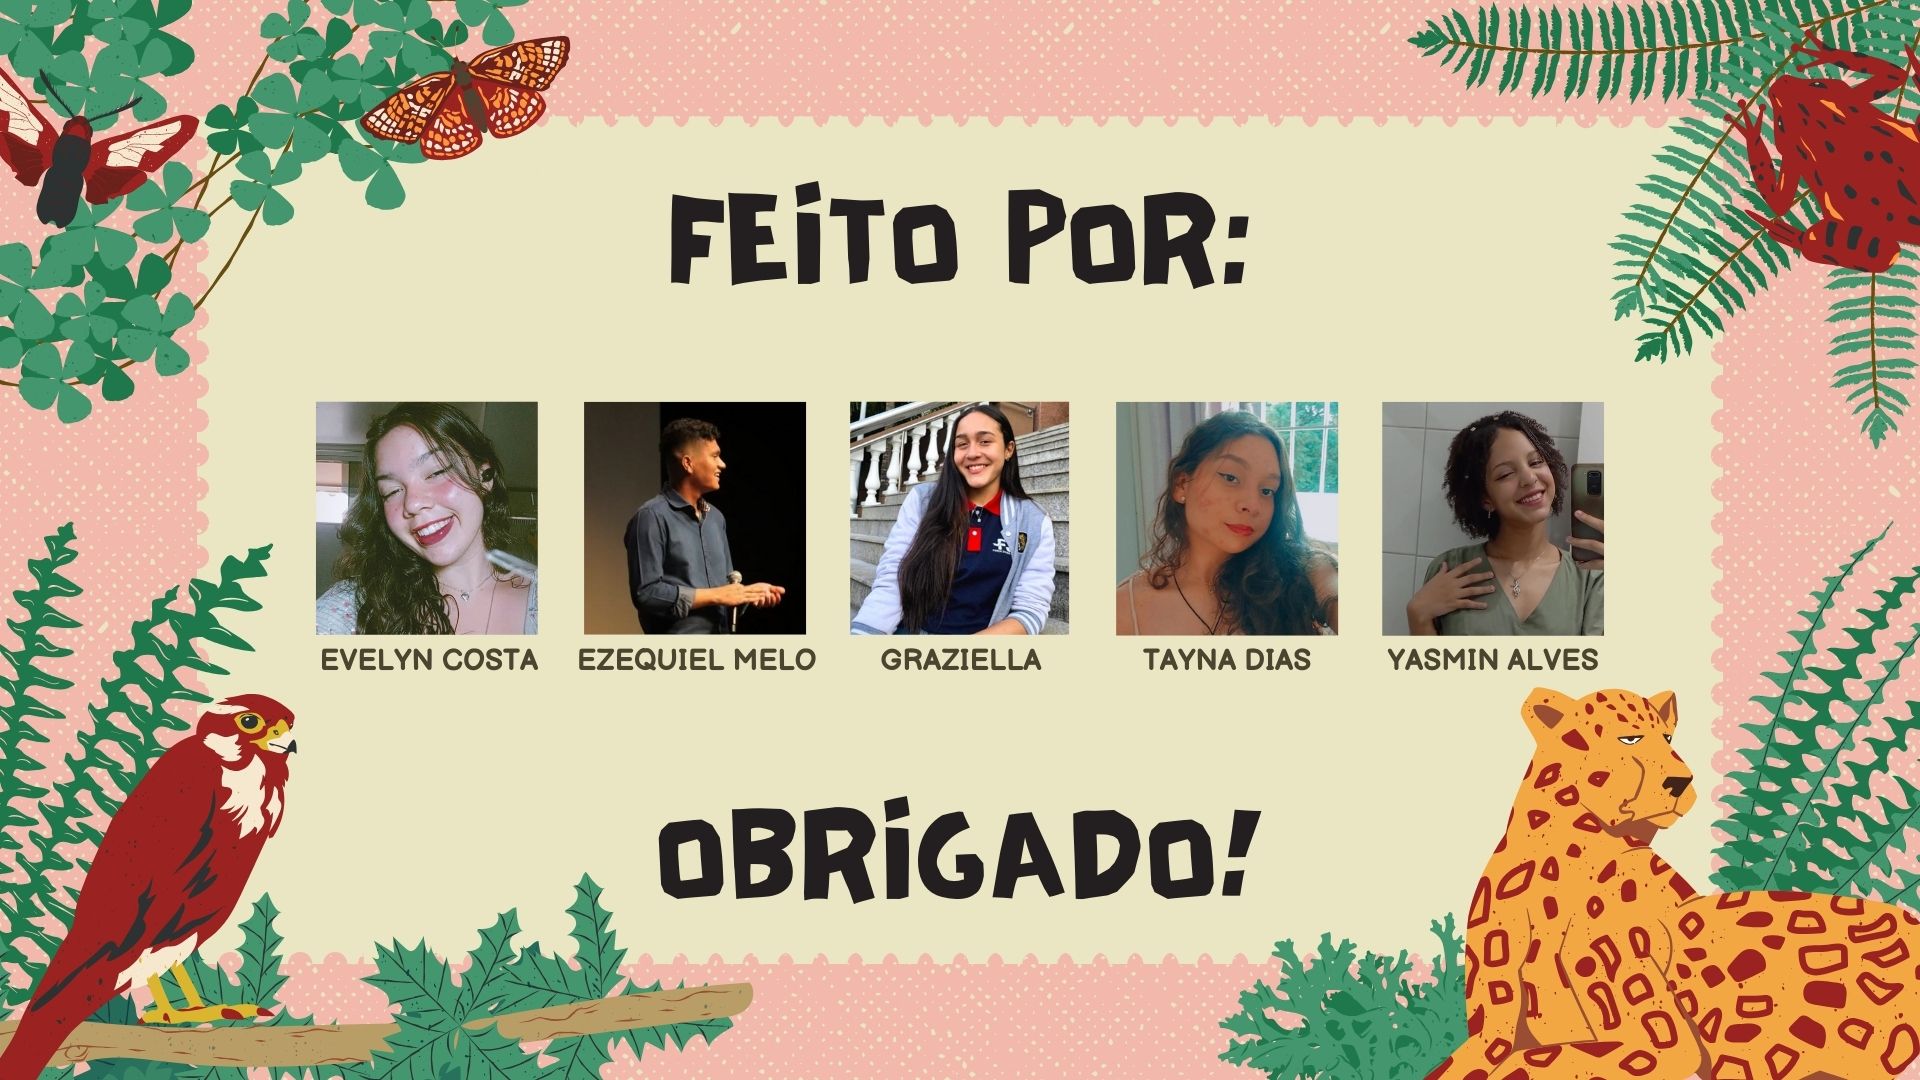 FEITO POR:
EVELYN COSTA
EZEQUIEL MELO
GRAZIELLA
TAYNA DIAS
YASMIN ALVES
OBRIGADO!